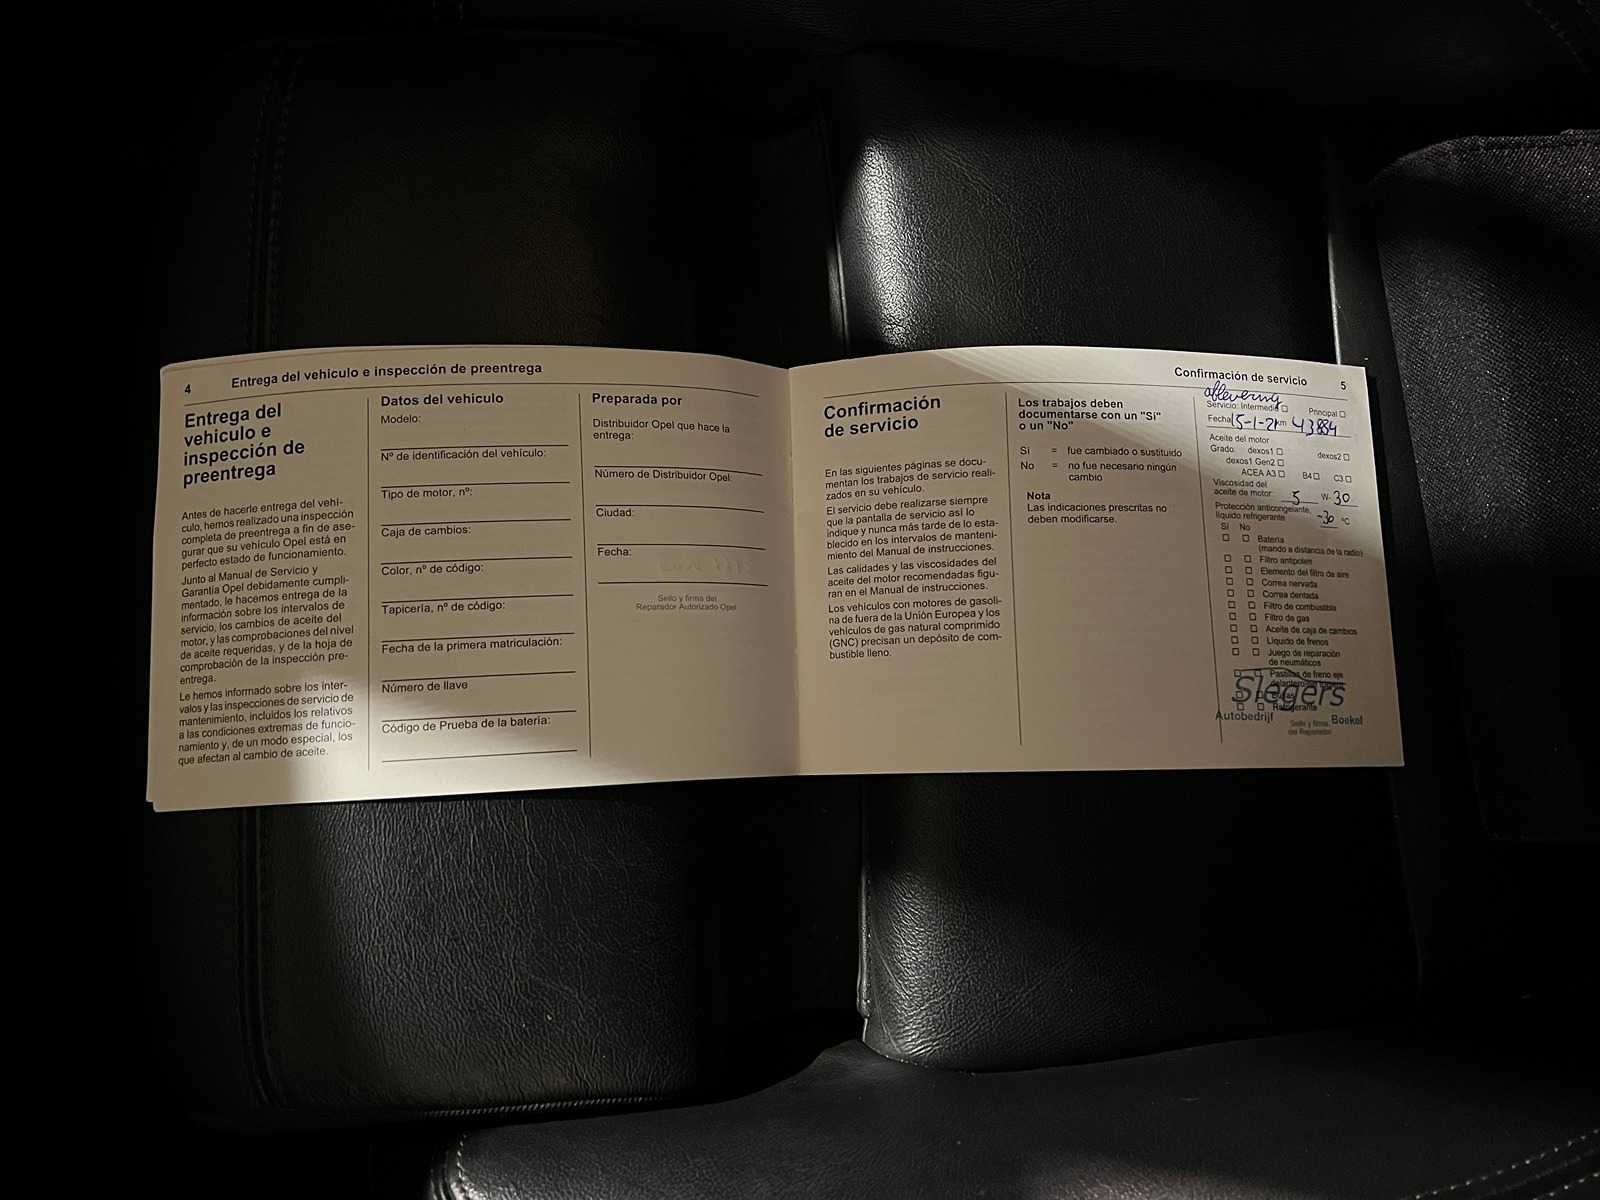 4 Entrega del vehículo e inspección de preentrega
Entrega del
vehículo e
inspección de
preentrega
Antes de hacerle entrega del vehí-
culo, hemos realizado una inspección
completa de preentrega a fin de ase-
gurar que su vehículo Opel está en
perfecto estado de funcionamiento.
Junto al Manual de Servicio y
Garantía Opel debidamente cumpli-
mentado, le hacemos entrega de la
información sobre los intervalos de
servicio, los cambios de aceite del
motor, y las comprobaciones del nivel
de aceite requeridas, y de la hoja de
comprobación de la inspección pre-
entrega.
Le hemos informado sobre los inter-
valos y las inspecciones de servicio de
mantenimiento, incluidos los relativos
a las condiciones extremas de funcio-
namiento y, de un modo especial, los
que afectan al cambio de aceite.
Datos del vehículo
Modelo:
Nº de identificación del vehículo:
Tipo de motor, nº:
Caja de cambios:
Color, nº de código:
Tapicería, nº de código:
Fecha de la primera matriculación:
Número de llave
Código de Prueba de la batería:
Preparada por
Distribuidor Opel que hace la
entrega:
Número de Distribuidor Opel:
Ciudad:
Fecha:
Sello y firma del
Reparador Autorizado Opel
Confirmación de servicio 5
Confirmación
de servicio
En las siguientes páginas se docu-
mentan los trabajos de servicio reali-
zados en su vehículo.
El servicio debe realizarse siempre
que la pantalla de servicio así lo
indique y nunca más tarde de lo esta-
blecido en los intervalos de manteni-
miento del Manual de instrucciones.
Las calidades y las viscosidades del
aceite del motor recomendadas figu-
ran en el Manual de instrucciones.
Los vehículos con motores de gasoli-
na de fuera de la Unión Europea y los
vehículos de gas natural comprimido
(GNC) precisan un depósito de com-
bustible lleno.
Los trabajos deben
documentarse con un "Sí"
o un "No"
Sí = fue cambiado o sustituido
No = no fue necesario ningún
cambio
Nota
Las indicaciones prescritas no
deben modificarse.
aflevering
Servicio: Intermedio Principal
Fecha 15-1-21 km 43884
Aceite del motor
Grado: dexos1 dexos2
dexos1 Gen2
ACEA A3 B4 C3
Viscosidad del
aceite de motor: 5 W- 30
Protección anticongelante,
líquido refrigerante -30 °C
Sí No
Batería
(mando a distancia de la radio)
Filtro antipolen
Elemento del filtro de aire
Correa nervada
Correa dentada
Filtro de combustible
Filtro de gas
Aceite de caja de cambios
Líquido de frenos
Juego de reparación
de neumáticos
Pastillas de freno eje
Slegers
Refrigerante
Autobedrijf Boekel
Sello y firma
del Reparador